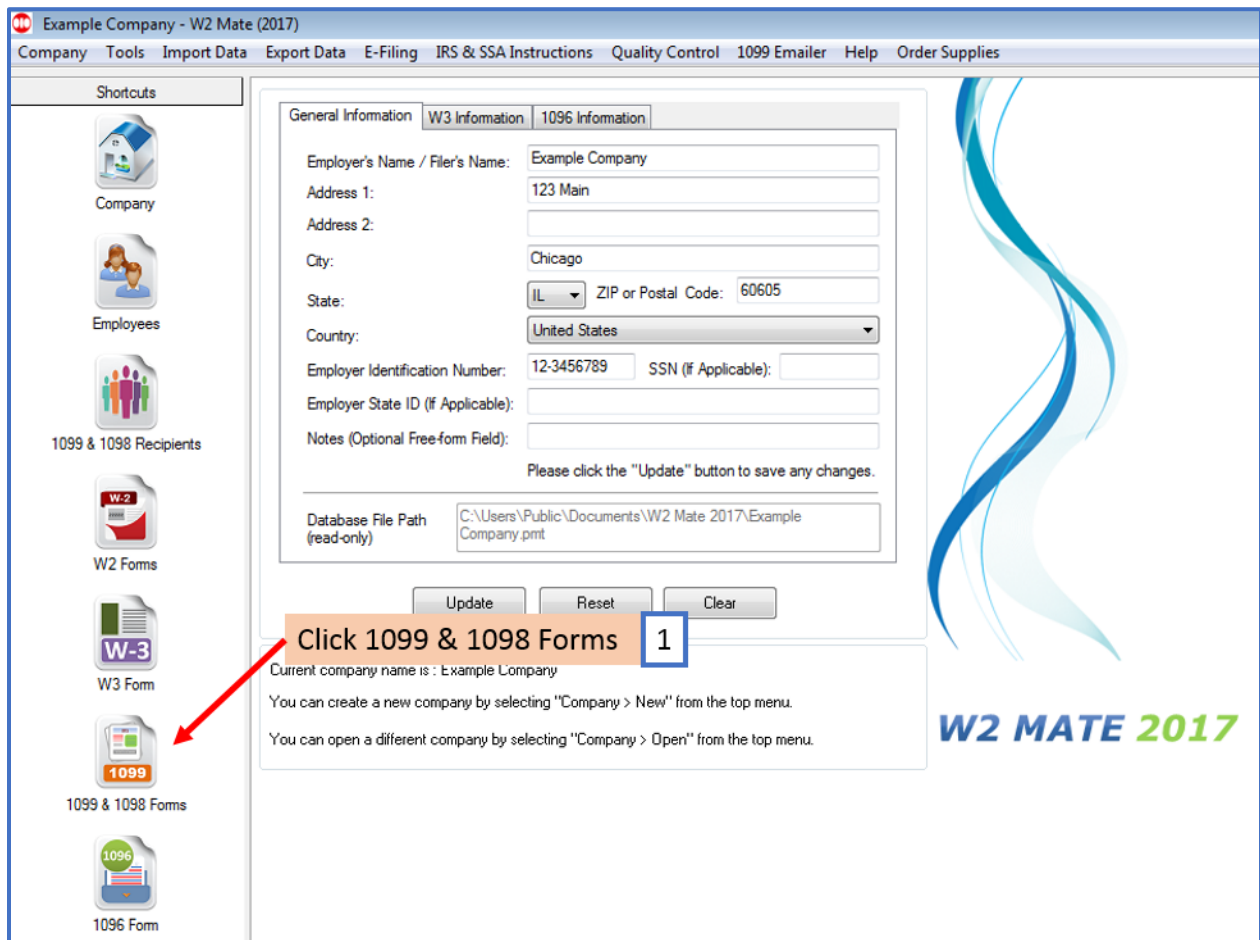 Example Company - W2 Mate (2017)
Company Tools Import Data Export Data E-Filing IRS & SSA Instructions Quality Control 1099 Emailer Help Order Supplies
Shortcuts
Company
Employees
1099 & 1098 Recipients
W-2
W2 Forms
W-3
W3 Form
1099
1099 & 1098 Forms
1096
1096 Form
General Information W3 Information 1096 Information
Employer's Name / Filer's Name: Example Company
Address 1: 123 Main
Address 2:
City: Chicago
State: IL ZIP or Postal Code: 60605
Country: United States
Employer Identification Number: 12-3456789 SSN (If Applicable):
Employer State ID (If Applicable):
Notes (Optional Free-form Field):
Please click the "Update" button to save any changes.
Database File Path C:\Users\Public\Documents\W2 Mate 2017\Example
(read-only) Company.pmt
Update Reset Clear
Click 1099 & 1098 Forms 1
Current company name is : Example Company
You can create a new company by selecting "Company > New" from the top menu.
You can open a different company by selecting "Company > Open" from the top menu.
W2 MATE 2017